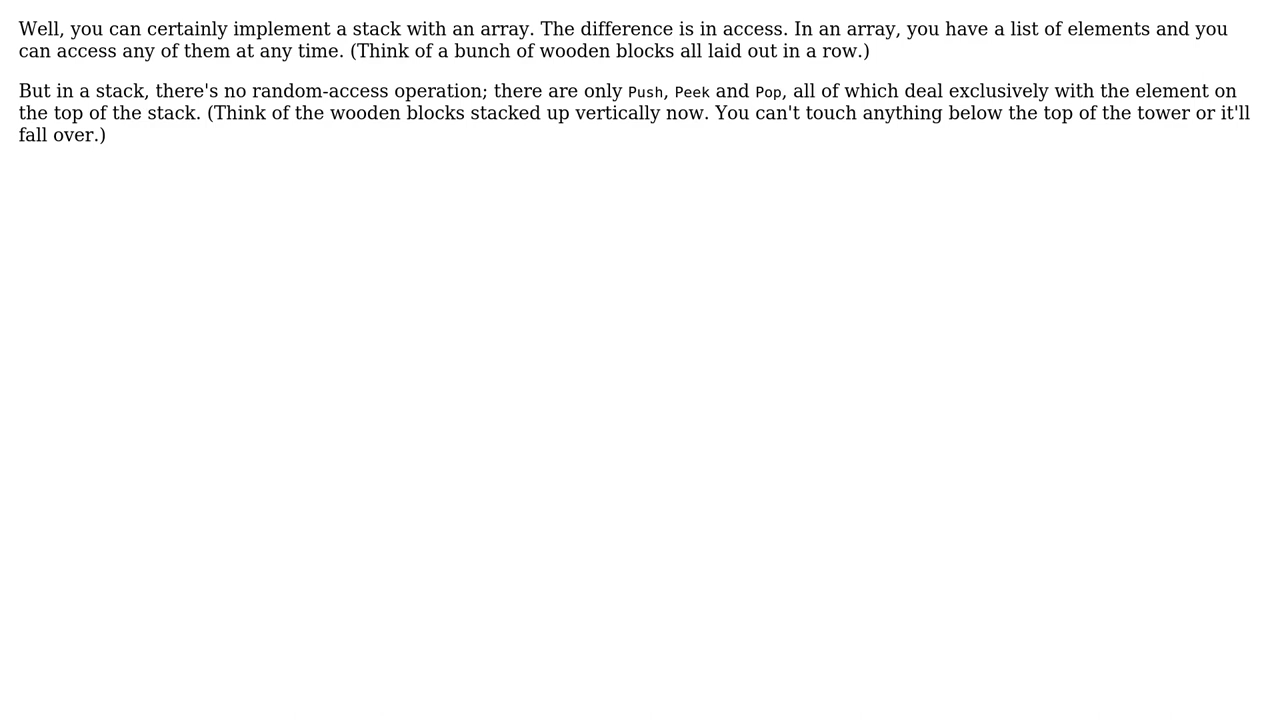 Well, you can certainly implement a stack with an array. The difference is in access. In an array, you have a list of elements and you
can access any of them at any time. (Think of a bunch of wooden blocks all laid out in a row.)
But in a stack, there's no random-access operation; there are only Push, Peek and Pop, all of which deal exclusively with the element on
the top of the stack. (Think of the wooden blocks stacked up vertically now. You can't touch anything below the top of the tower or it'll
fall over.)